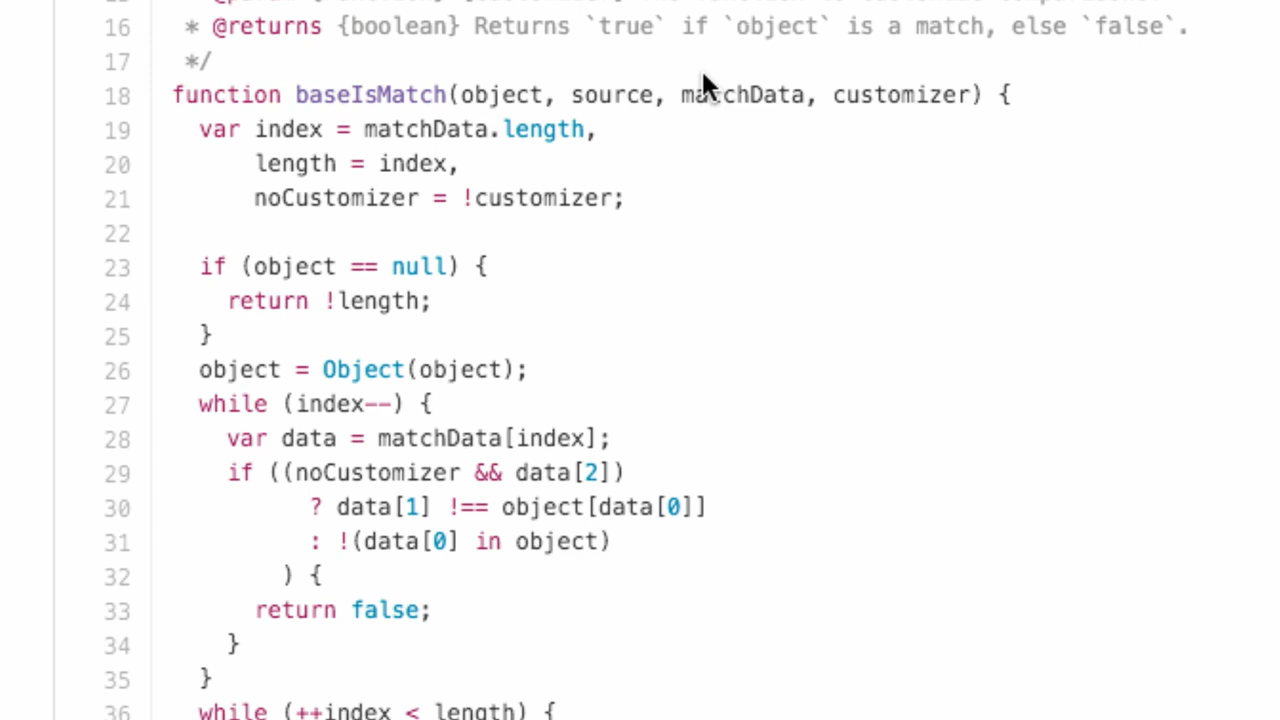 16 * @returns {boolean} Returns `true` if `object` is a match, else `false`.
17 */
18 function baseIsMatch(object, source, matchData, customizer) {
19 var index = matchData.length,
20 length = index,
21 noCustomizer = !customizer;
22
23 if (object == null) {
24 return !length;
25 }
26 object = Object(object);
27 while (index--) {
28 var data = matchData[index];
29 if ((noCustomizer && data[2])
30 ? data[1] !== object[data[0]]
31 : !(data[0] in object)
32 ) {
33 return false;
34 }
35 }
36 while (++index < length) {